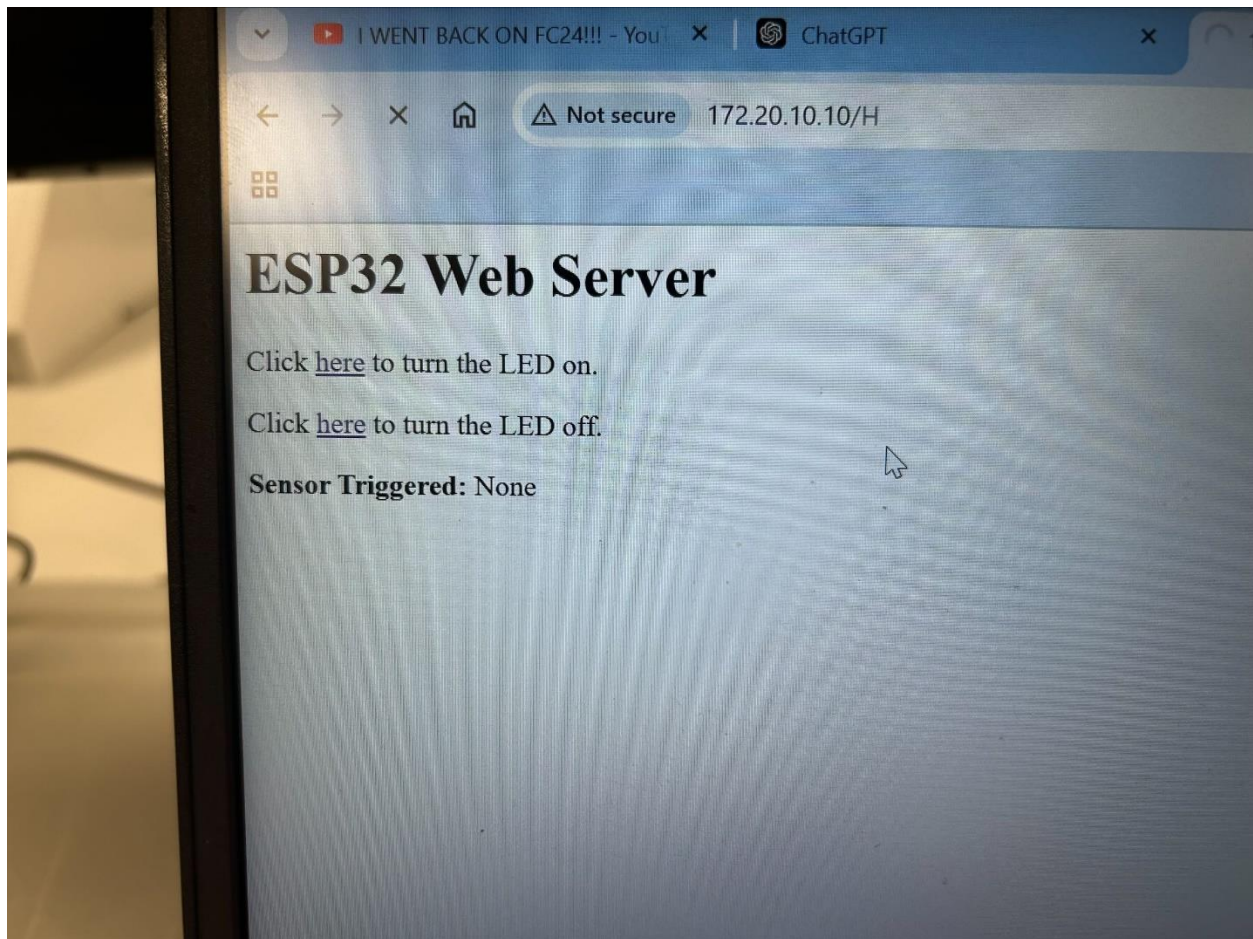 I WENT BACK ON FC24!!! - YouT
ChatGPT
Not secure 172.20.10.10/H
ESP32 Web Server
Click here to turn the LED on.
Click here to turn the LED off.
Sensor Triggered: None